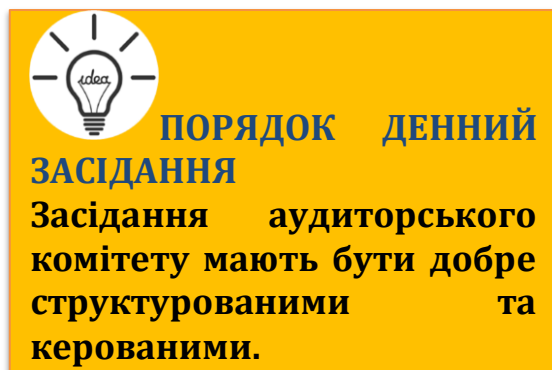 idea
ПОРЯДОК ДЕННИЙ
ЗАСІДАННЯ
Засідання аудиторського
комітету мають бути добре
структурованими та
керованими.